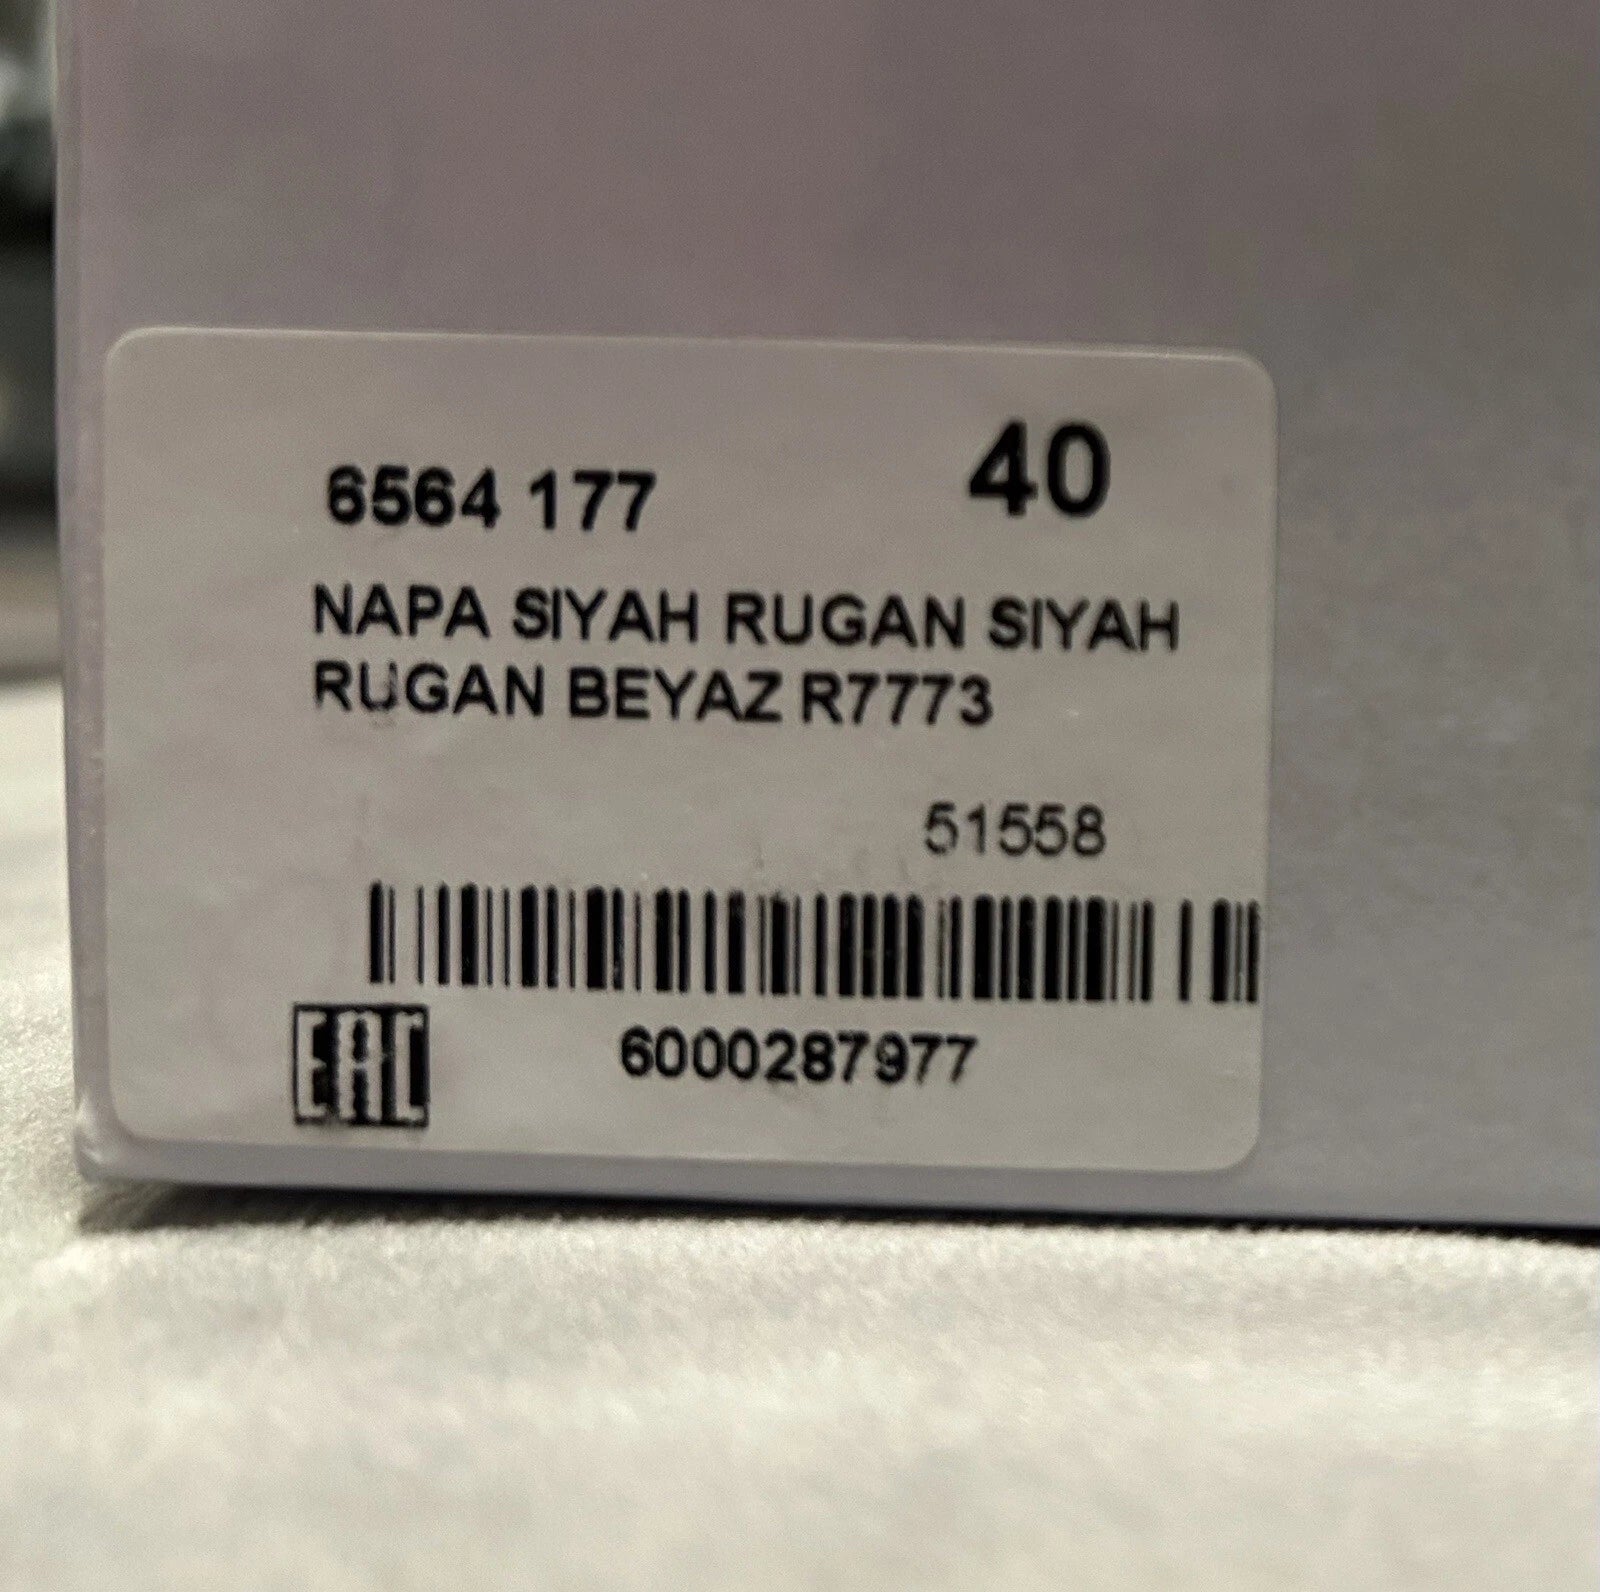 6564 177 40
NAPA SIYAH RUGAN SIYAH
RUGAN BEYAZ R7773
51558
EAC
6000287977